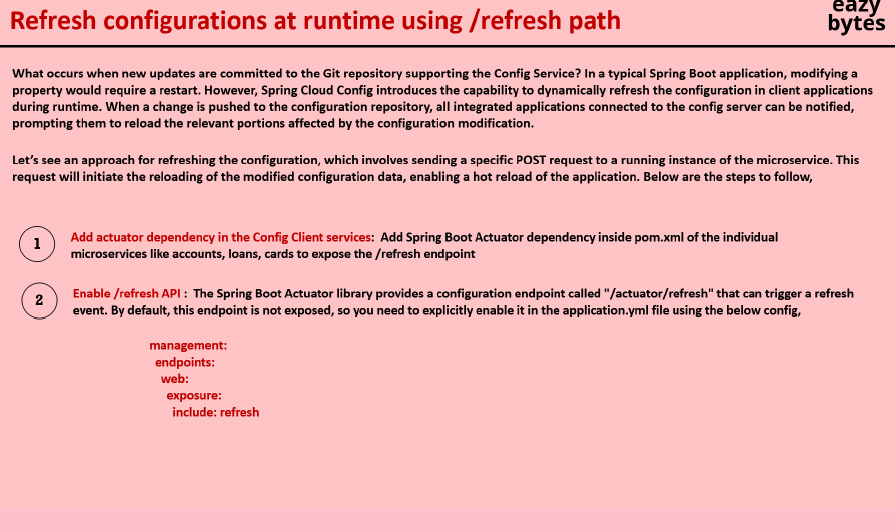 Refresh configurations at runtime using /refresh path
eazy
bytes
What occurs when new updates are committed to the Git repository supporting the Config Service? In a typical Spring Boot application, modifying a
property would require a restart. However, Spring Cloud Config introduces the capability to dynamically refresh the configuration in client applications
during runtime. When a change is pushed to the configuration repository, all integrated applications connected to the config server can be notified,
prompting them to reload the relevant portions affected by the configuration modification.
Let's see an approach for refreshing the configuration, which involves sending a specific POST request to a running instance of the microservice. This
request will initiate the reloading of the modified configuration data, enabling a hot reload of the application. Below are the steps to follow,
1
Add actuator dependency in the Config Client services: Add Spring Boot Actuator dependency inside pom.xml of the individual
microservices like accounts, loans, cards to expose the /refresh endpoint
2
Enable /refresh API : The Spring Boot Actuator library provides a configuration endpoint called "/actuator/refresh" that can trigger a refresh
event. By default, this endpoint is not exposed, so you need to explicitly enable it in the application.yml file using the below config,
management:
endpoints:
web:
exposure:
include: refresh